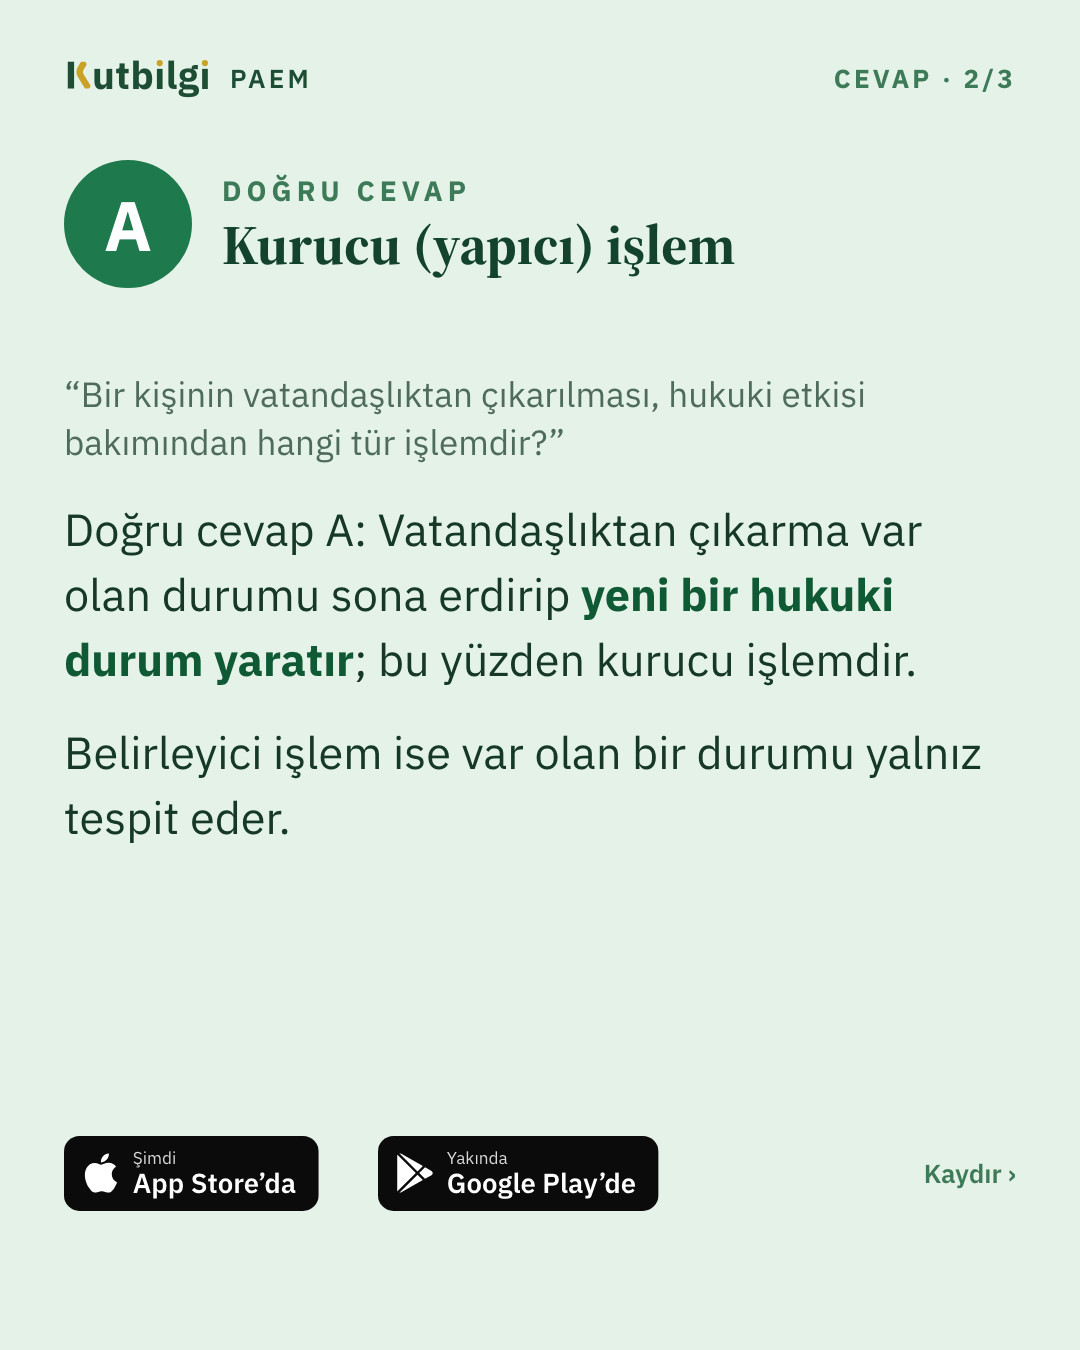 Kutbilgi PAEM
CEVAP · 2/3
A
DOĞRU CEVAP
Kurucu (yapıcı) işlem
“Bir kişinin vatandaşlıktan çıkarılması, hukuki etkisi
bakımından hangi tür işlemdir?”
Doğru cevap A: Vatandaşlıktan çıkarma var
olan durumu sona erdirip yeni bir hukuki
durum yaratır; bu yüzden kurucu işlemdir.
Belirleyici işlem ise var olan bir durumu yalnız
tespit eder.
Şimdi
App Store’da
Yakında
Google Play’de
Kaydır ›